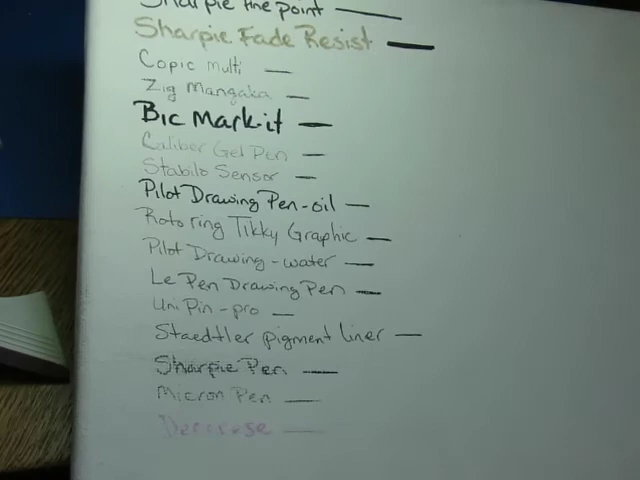 Sharpie fine point
Sharpie Fade Resist
Copic multi
Zig Mangaka
Bic Mark-it
Caliber Gel Pen
Stabilo Sensor
Pilot Drawing Pen-oil
Rotoring Tikky Graphic
Pilot Drawing-water
Le Pen Drawing Pen
Uni Pin-pro
Staedtler pigment liner
Sharpie Pen
Micron Pen